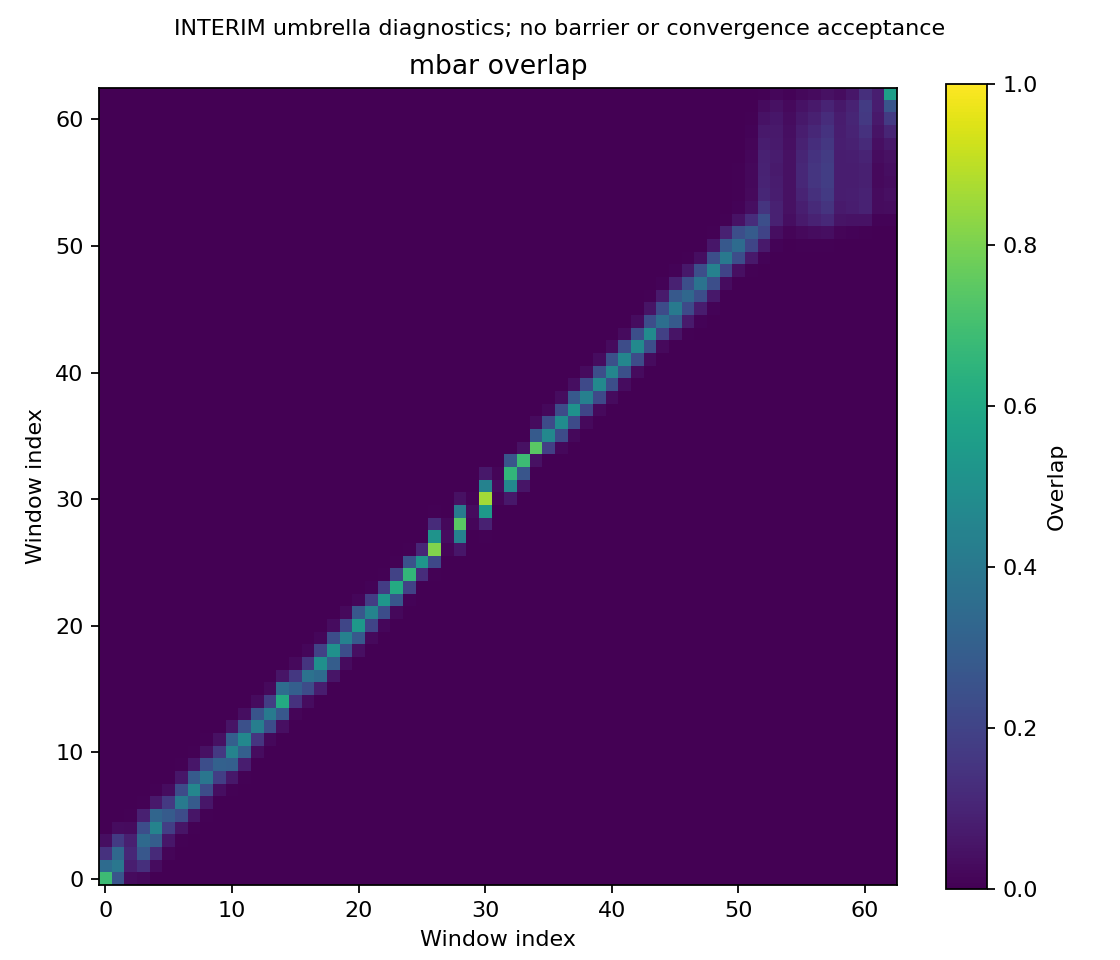 INTERIM umbrella diagnostics; no barrier or convergence acceptance
mbar overlap
Window index
60
50
40
30
20
10
0
0 10 20 30 40 50 60
Window index
1.0
0.8
0.6
0.4
0.2
0.0
Overlap